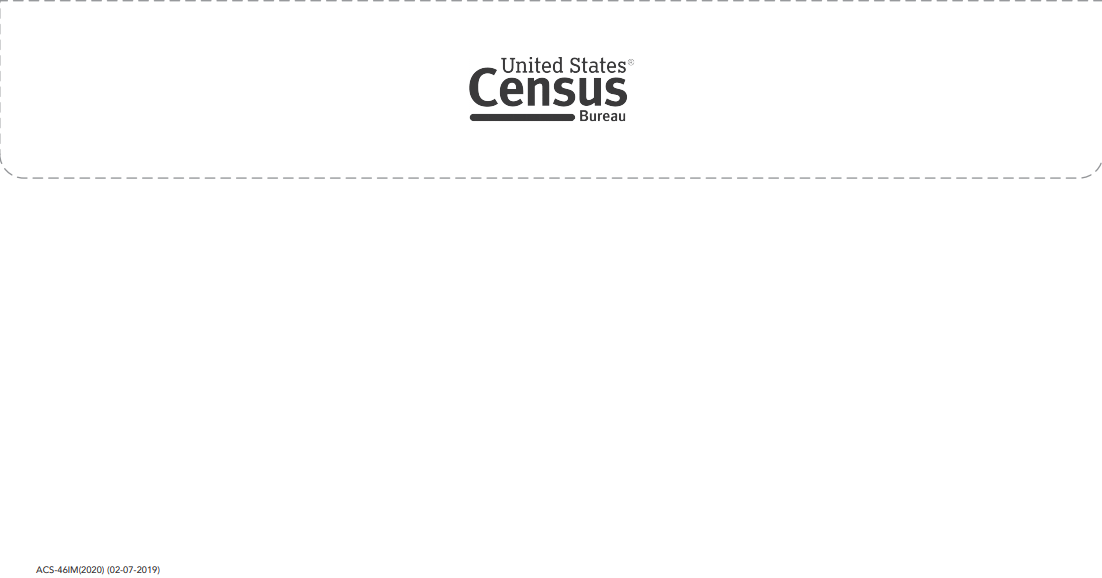 United States®
Census
Bureau
ACS-46IM(2020) (02-07-2019)